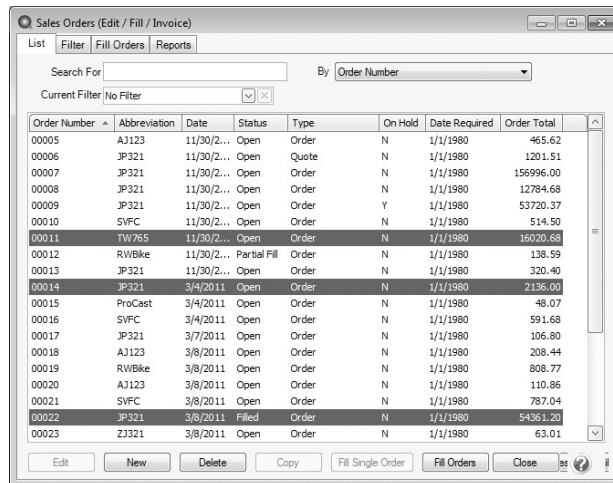 Sales Orders (Edit / Fill / Invoice)
List Filter Fill Orders Reports
Search For By Order Number
Current Filter No Filter
Order Number Abbreviation Date Status Type On Hold Date Required Order Total
00005 AJ123 11/30/2... Open Order N 1/1/1980 465.62
00006 JP321 11/30/2... Open Quote N 1/1/1980 1201.51
00007 JP321 11/30/2... Open Order N 1/1/1980 156996.00
00008 JP321 11/30/2... Open Order N 1/1/1980 12784.68
00009 JP321 11/30/2... Open Order Y 1/1/1980 53720.37
00010 SVFC 11/30/2... Open Order N 1/1/1980 514.50
00011 TW765 11/30/2... Open Order N 1/1/1980 16020.68
00012 RWBike 11/30/2... Partial Fill Order N 1/1/1980 138.59
00013 JP321 11/30/2... Open Order N 1/1/1980 320.40
00014 JP321 3/4/2011 Open Order N 1/1/1980 2136.00
00015 ProCast 3/4/2011 Open Order N 1/1/1980 48.07
00016 SVFC 3/4/2011 Open Order N 1/1/1980 591.68
00017 JP321 3/7/2011 Open Order N 1/1/1980 106.80
00018 AJ123 3/8/2011 Open Order N 1/1/1980 208.44
00019 RWBike 3/8/2011 Open Order N 1/1/1980 808.77
00020 AJ123 3/8/2011 Open Order N 1/1/1980 110.86
00021 SVFC 3/8/2011 Open Order N 1/1/1980 787.04
00022 JP321 3/8/2011 Filled Order N 1/1/1980 54361.20
00023 ZJ321 3/8/2011 Open Order N 1/1/1980 63.01
Edit New Delete Copy Fill Single Order Fill Orders Close